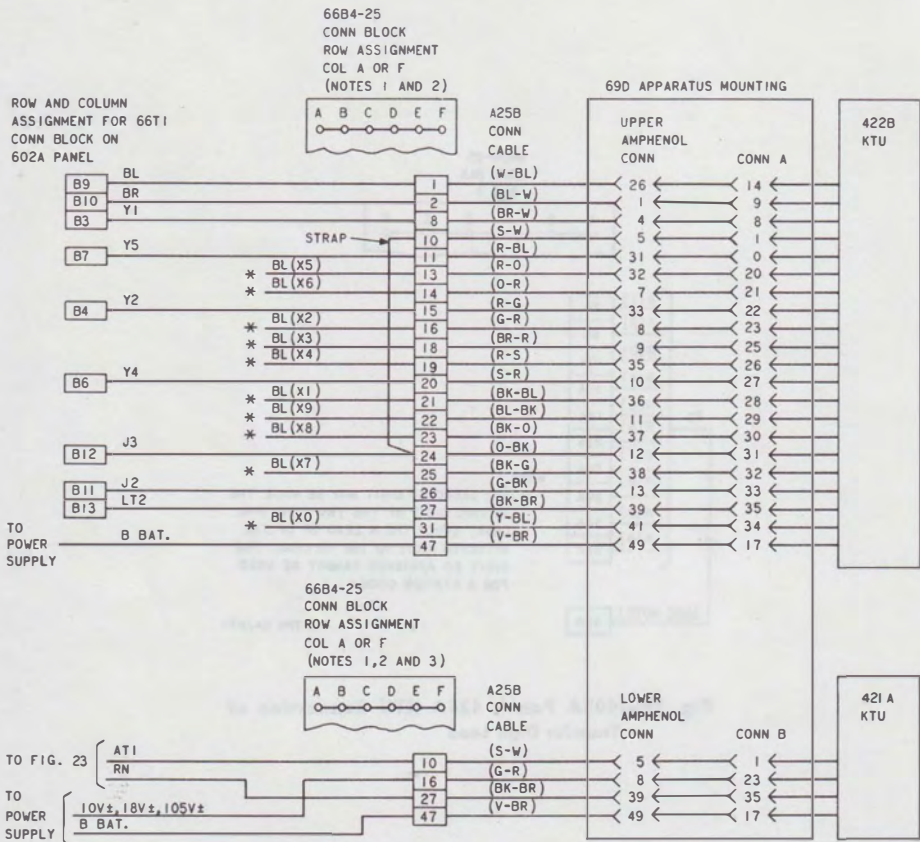 66B4-25
CONN BLOCK
ROW ASSIGNMENT
COL A OR F
(NOTES 1 AND 2)
69D APPARATUS MOUNTING
ROW AND COLUMN
ASSIGNMENT FOR 66T1
CONN BLOCK ON
602A PANEL
A B C D E F
A25B
CONN
CABLE
UPPER
AMPHENOL
CONN
CONN A
422B
KTU
B9 BL 1 (W-BL) 26 14
B10 BR 2 (BL-W) 1 9
B3 Y1 8 (BR-W) 4 8
STRAP 10 (S-W) 5 1
B7 Y5 11 (R-BL) 31 0
* BL(X5) 13 (R-O) 32 20
* BL(X6) 14 (O-R) 7 21
B4 Y2 15 (R-G) 33 22
* BL(X2) 16 (G-R) 8 23
* BL(X3) 18 (BR-R) 9 25
* BL(X4) 19 (R-S) 35 26
B6 Y4 20 (S-R) 10 27
* BL(X1) 21 (BK-BL) 36 28
* BL(X9) 22 (BL-BK) 11 29
* BL(X8) 23 (BK-O) 37 30
B12 J3 24 (O-BK) 12 31
* BL(X7) 25 (BK-G) 38 32
B11 J2 26 (G-BK) 13 33
B13 LT2 27 (BK-BR) 39 35
* BL(X0) 31 (Y-BL) 41 34
TO
POWER
SUPPLY
B BAT. 47 (V-BR) 49 17
66B4-25
CONN BLOCK
ROW ASSIGNMENT
COL A OR F
(NOTES 1,2 AND 3)
A B C D E F
A25B
CONN
CABLE
LOWER
AMPHENOL
CONN
CONN B
421A
KTU
TO FIG. 23
AT1 10 (S-W) 5 1
RN 16 (G-R) 8 23
TO
POWER
SUPPLY
10V±,18V±,105V± 27 (BK-BR) 39 35
B BAT. 47 (V-BR) 49 17